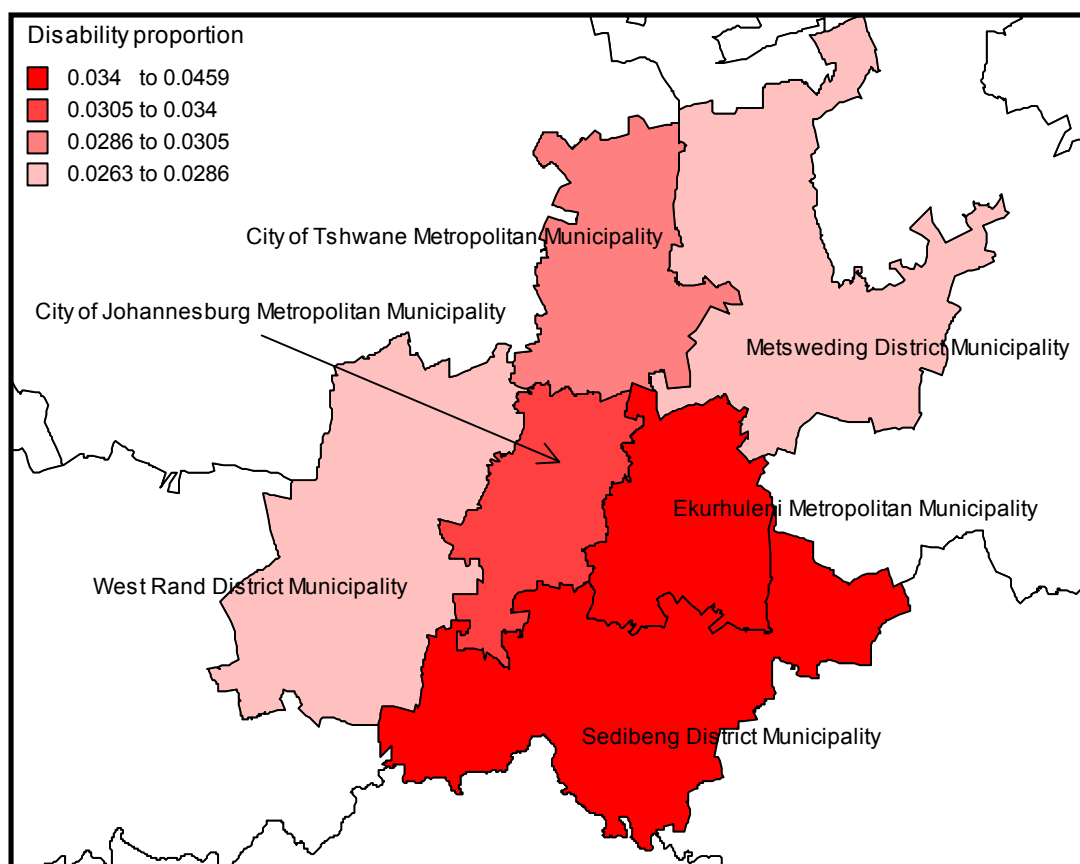 Disability proportion
0.034 to 0.0459
0.0305 to 0.034
0.0286 to 0.0305
0.0263 to 0.0286
City of Tshwane Metropolitan Municipality
City of Johannesburg Metropolitan Municipality
Metsweding District Municipality
Ekurhuleni Metropolitan Municipality
West Rand District Municipality
Sedibeng District Municipality